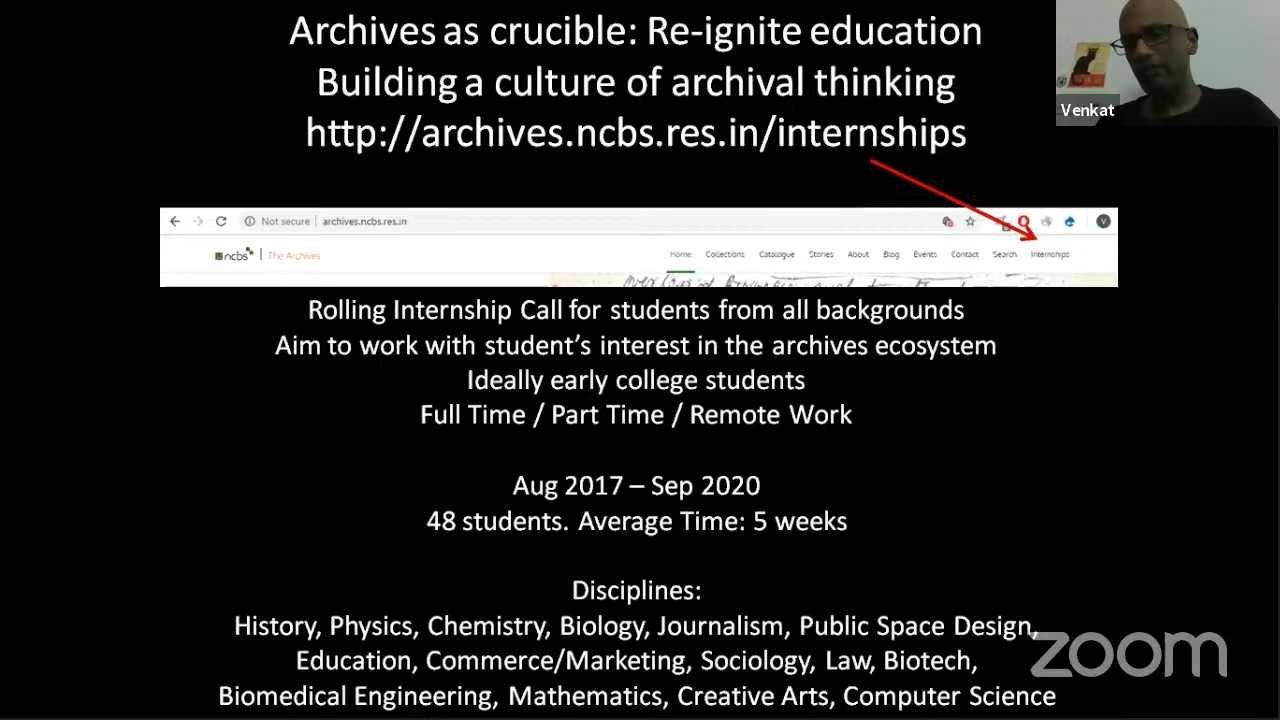 Archives as crucible: Re-ignite education
Building a culture of archival thinking
http://archives.ncbs.res.in/internships
Venkat
Not secure | archives.ncbs.res.in
V
ncbs | The Archives
Home Collections Catalogue Stories About Blog Events Contact Search Internships
Rolling Internship Call for students from all backgrounds
Aim to work with student's interest in the archives ecosystem
Ideally early college students
Full Time / Part Time / Remote Work
Aug 2017 – Sep 2020
48 students. Average Time: 5 weeks
Disciplines:
History, Physics, Chemistry, Biology, Journalism, Public Space Design,
Education, Commerce/Marketing, Sociology, Law, Biotech,
Biomedical Engineering, Mathematics, Creative Arts, Computer Science
zoom